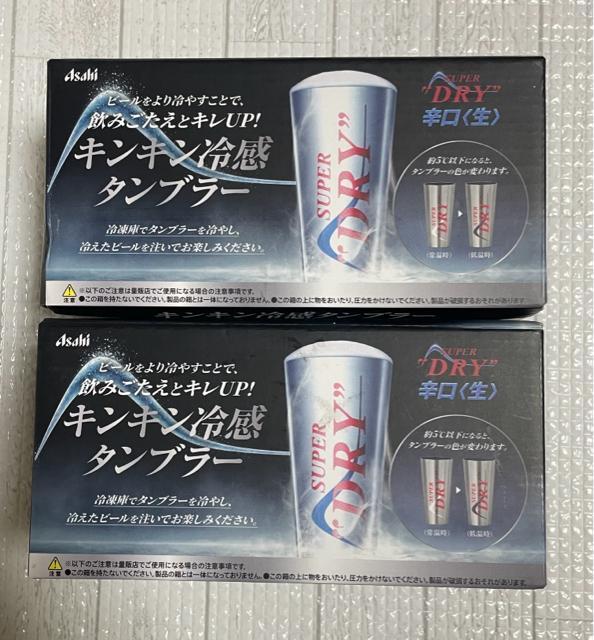 Asahi
ビールをより冷やすことで、
飲みごたえとキレUP!
キンキン冷感
タンブラー
冷凍庫でタンブラーを冷やし、
冷えたビールを注いでお楽しみください。
SUPER
"DRY"
SUPER
"DRY"
辛口〈生〉
約5℃以下になると、
タンブラーの色が変わります。
SUPER
DRY
SUPER
DRY
(常温時)
(低温時)
注意
※以下のご注意は量販店でご使用になる場合の注意事項です。
●この箱を持たないでください。製品の箱とは一体になっておりません。●この箱の上に物をおいたり、圧力をかけないでください。製品が破損するおそれがあります。
キンキン冷感タンブラー
Asahi
ビールをより冷やすことで、
飲みごたえとキレUP!
キンキン冷感
タンブラー
冷凍庫でタンブラーを冷やし、
冷えたビールを注いでお楽しみください。
SUPER
"DRY"
SUPER
"DRY"
辛口〈生〉
約5℃以下になると、
タンブラーの色が変わります。
SUPER
DRY
SUPER
DRY
(常温時)
(低温時)
注意
※以下のご注意は量販店でご使用になる場合の注意事項です。
●この箱を持たないでください。製品の箱とは一体になっておりません。●この箱の上に物をおいたり、圧力をかけないでください。製品が破損するおそれがあります。